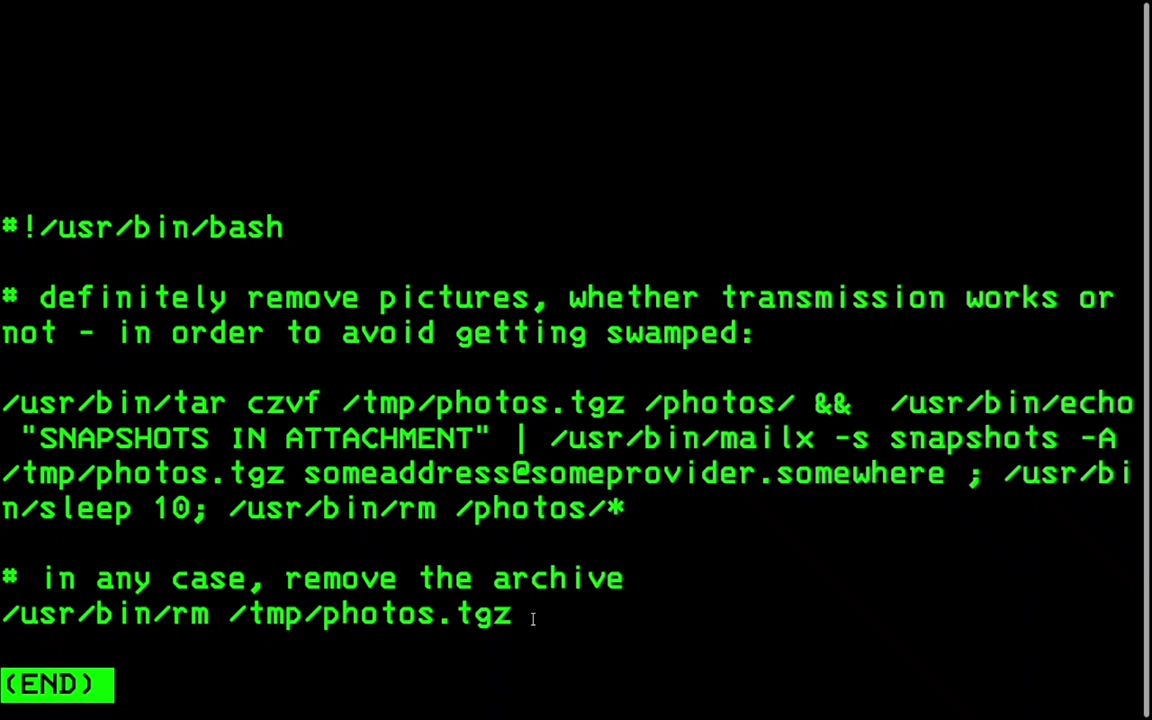 #!/usr/bin/bash
# definitely remove pictures, whether transmission works or
not - in order to avoid getting swamped:
/usr/bin/tar czvf /tmp/photos.tgz /photos/ &&  /usr/bin/echo
 "SNAPSHOTS IN ATTACHMENT" | /usr/bin/mailx -s snapshots -A
/tmp/photos.tgz someaddress@someprovider.somewhere ; /usr/bi
n/sleep 10; /usr/bin/rm /photos/*
# in any case, remove the archive
/usr/bin/rm /tmp/photos.tgz
(END)